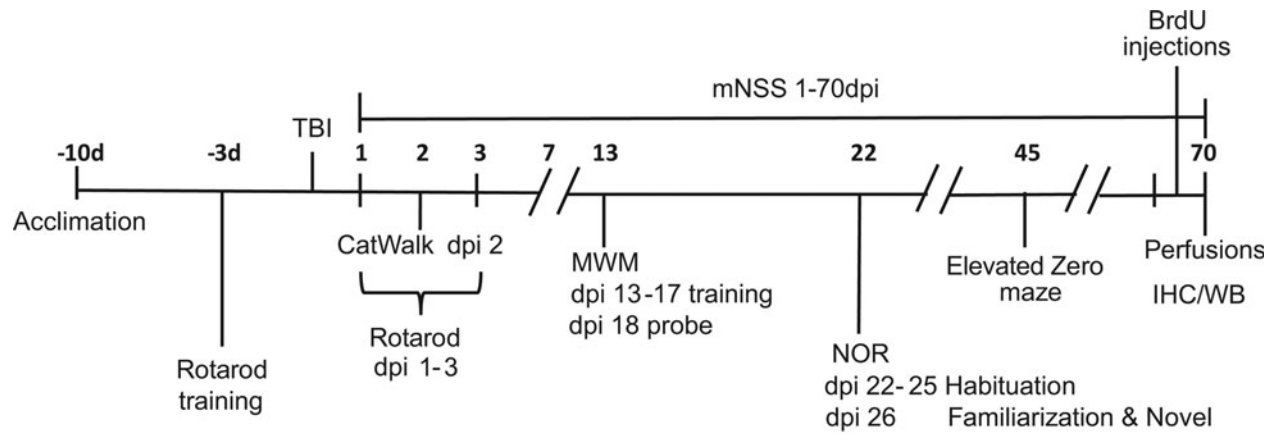 BrdU
injections
mNSS 1-70dpi
TBI
-10d -3d 1 2 3 7 13 22 45 70
Acclimation
CatWalk dpi 2
Rotarod
dpi 1-3
Rotarod
training
MWM
dpi 13-17 training
dpi 18 probe
NOR
dpi 22-25 Habituation
dpi 26 Familiarization & Novel
Elevated Zero
maze
Perfusions
IHC/WB